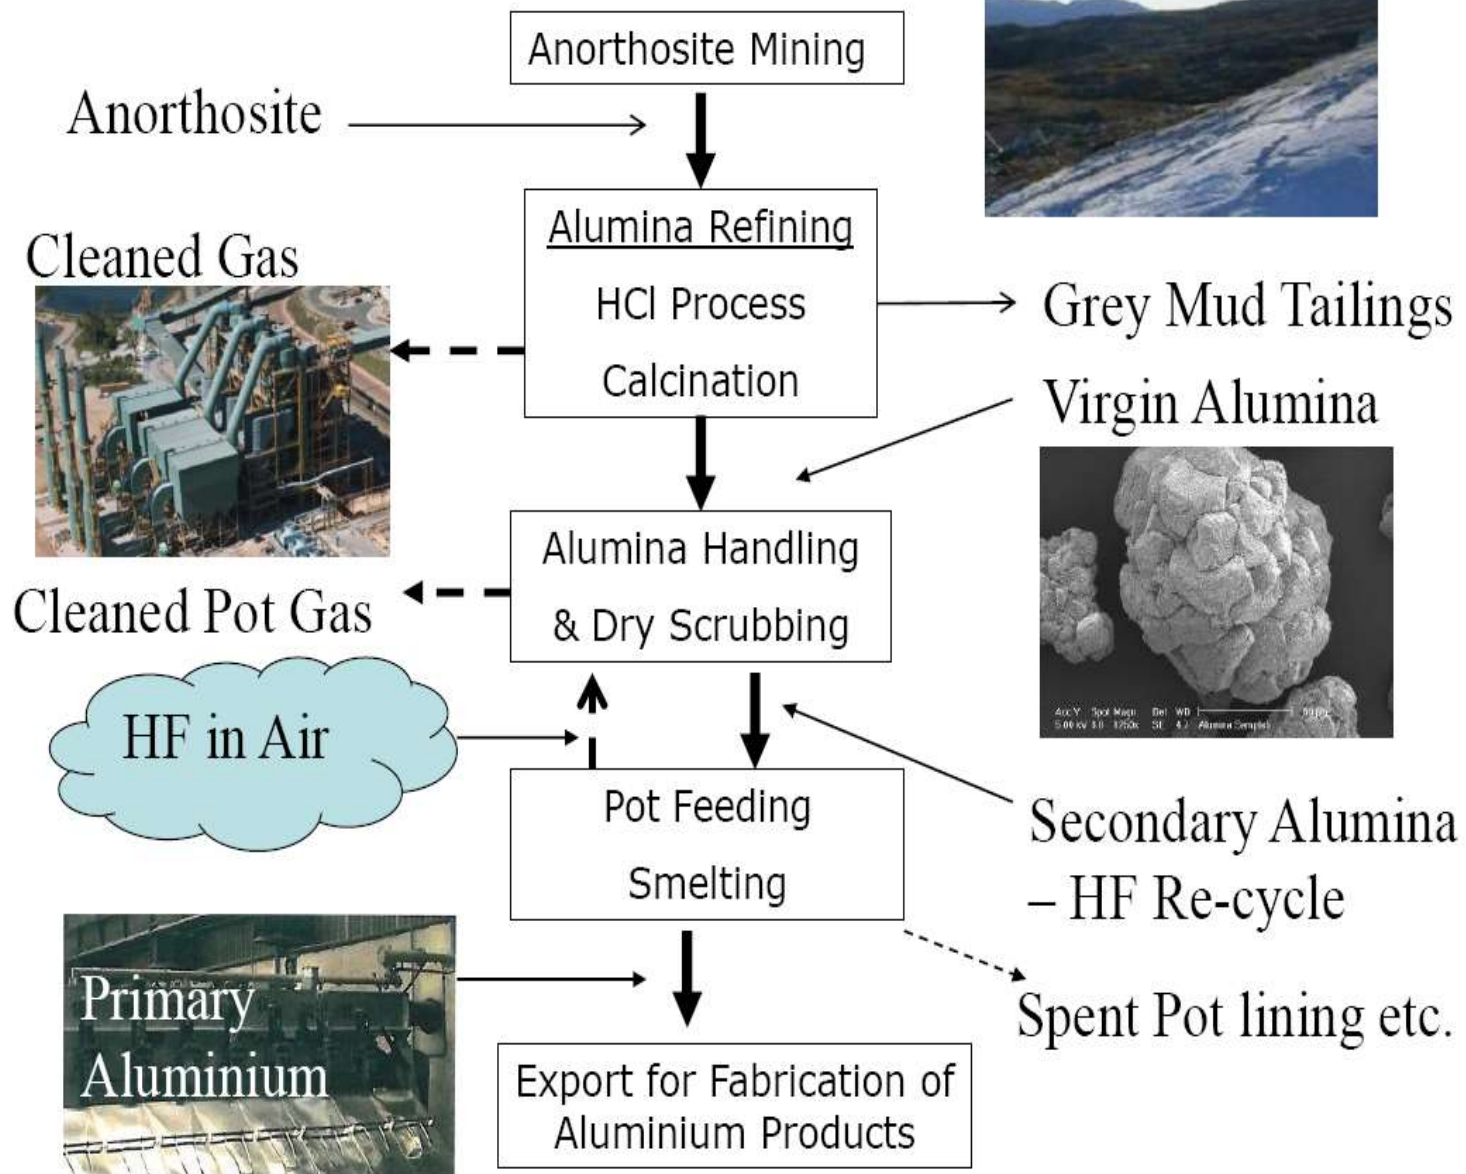 Anorthosite Mining
Anorthosite
Alumina Refining
HCl Process
Calcination
Cleaned Gas
Grey Mud Tailings
Virgin Alumina
Alumina Handling
& Dry Scrubbing
Cleaned Pot Gas
HF in Air
Pot Feeding
Smelting
Secondary Alumina
– HF Re-cycle
Primary
Aluminium
Spent Pot lining etc.
Export for Fabrication of
Aluminium Products